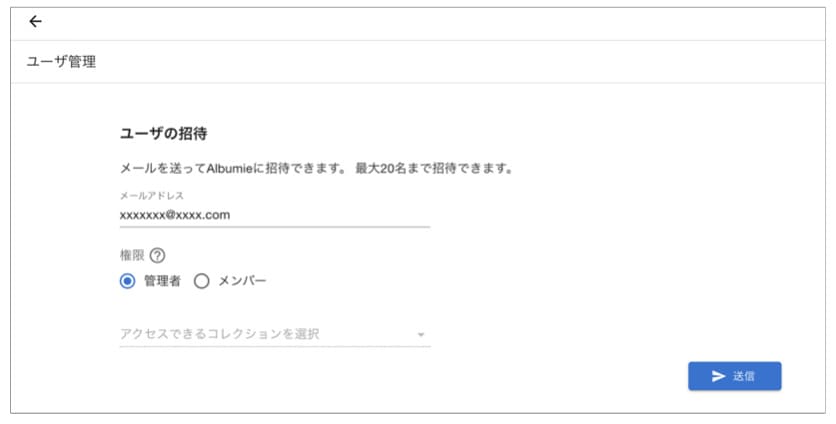 ユーザ管理
ユーザの招待
メールを送ってAlbumieに招待できます。 最大20名まで招待できます。
メールアドレス
xxxxxxx@xxxx.com
権限
管理者 メンバー
アクセスできるコレクションを選択
送信